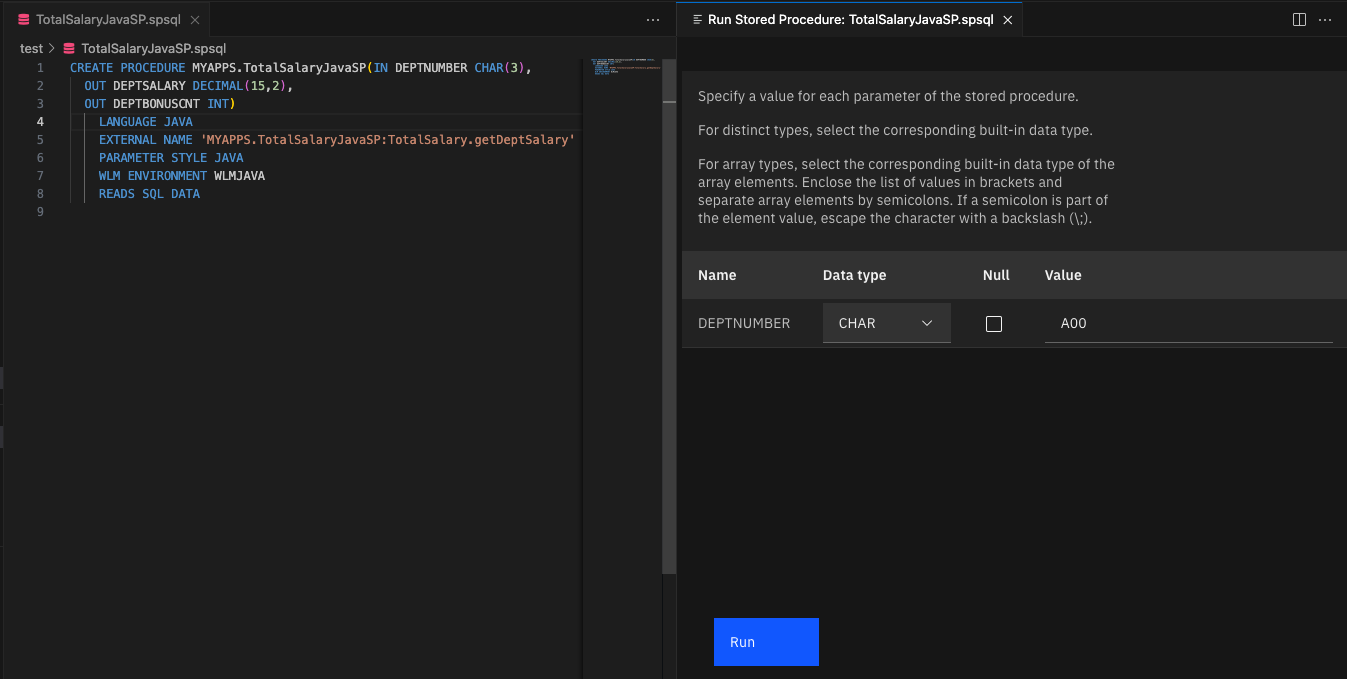 TotalSalaryJavaSP.spsql
test > TotalSalaryJavaSP.spsql
1 CREATE PROCEDURE MYAPPS.TotalSalaryJavaSP(IN DEPTNUMBER CHAR(3),
2 OUT DEPTSALARY DECIMAL(15,2),
3 OUT DEPTBONUSCNT INT)
4 LANGUAGE JAVA
5 EXTERNAL NAME 'MYAPPS.TotalSalaryJavaSP:TotalSalary.getDeptSalary'
6 PARAMETER STYLE JAVA
7 WLM ENVIRONMENT WLMJAVA
8 READS SQL DATA
9
Run Stored Procedure: TotalSalaryJavaSP.spsql
Specify a value for each parameter of the stored procedure.
For distinct types, select the corresponding built-in data type.
For array types, select the corresponding built-in data type of the
array elements. Enclose the list of values in brackets and
separate array elements by semicolons. If a semicolon is part of
the element value, escape the character with a backslash (\;).
Name Data type Null Value
DEPTNUMBER CHAR A00
Run